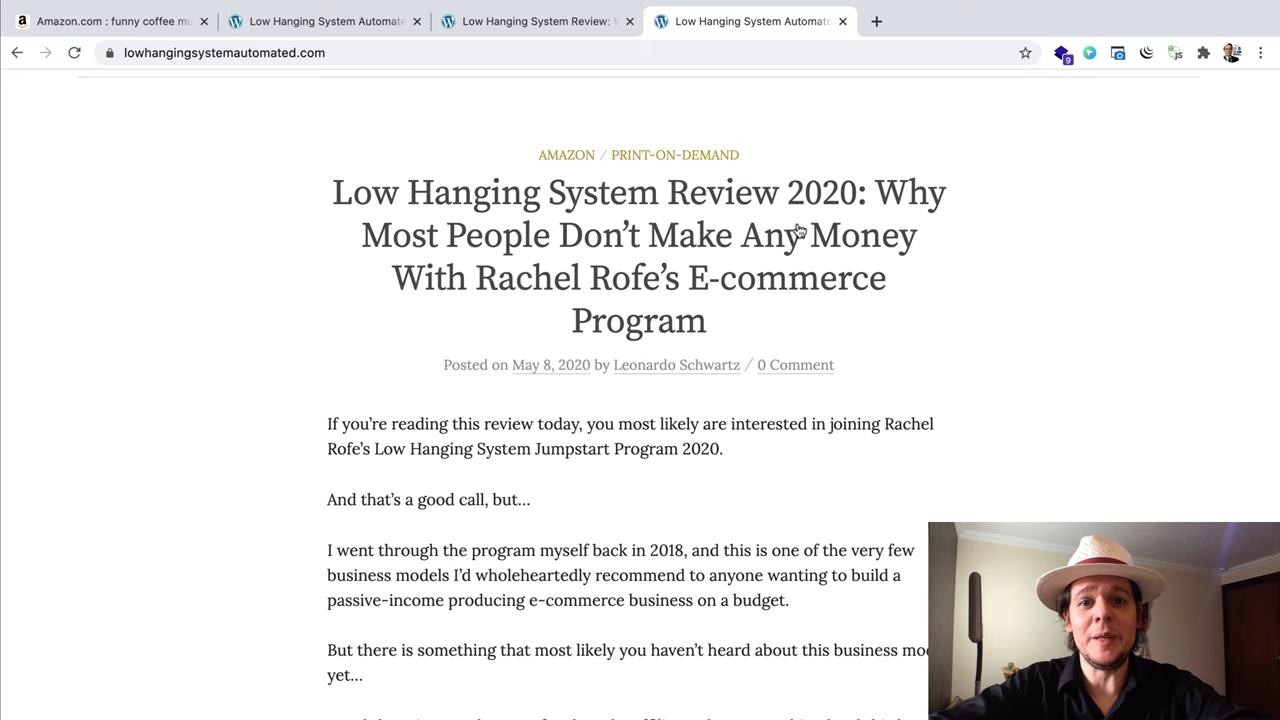 Amazon.com : funny coffee mu
Low Hanging System Automate
Low Hanging System Review: W
Low Hanging System Automate
lowhangingsystemautomated.com
9
AMAZON / PRINT-ON-DEMAND
Low Hanging System Review 2020: Why
Most People Don’t Make Any Money
With Rachel Rofe’s E-commerce
Program
Posted on May 8, 2020 by Leonardo Schwartz / 0 Comment
If you’re reading this review today, you most likely are interested in joining Rachel
Rofe’s Low Hanging System Jumpstart Program 2020.
And that’s a good call, but…
I went through the program myself back in 2018, and this is one of the very few
business models I’d wholeheartedly recommend to anyone wanting to build a
passive-income producing e-commerce business on a budget.
But there is something that most likely you haven’t heard about this business mo
yet…